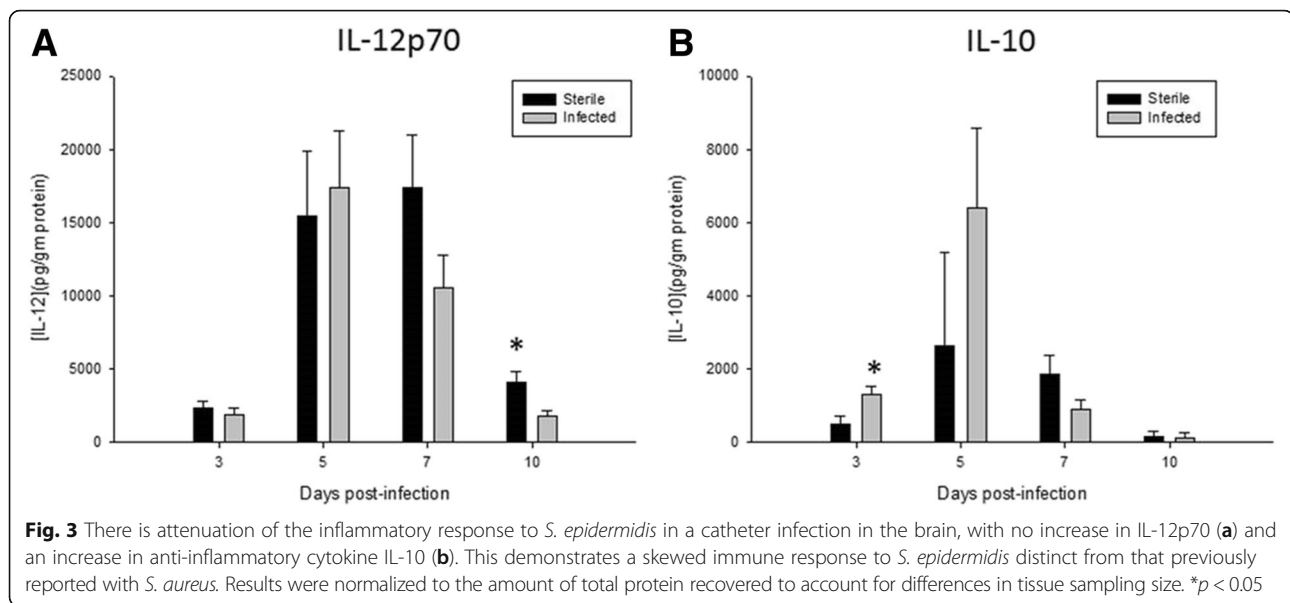 A
IL-12p70
25000
20000
15000
10000
5000
0
[IL-12](pg/gm protein)
Sterile
Infected
*
3 5 7 10
Days post-infection
B
IL-10
10000
8000
6000
4000
2000
0
[IL-10](pg/gm protein)
Sterile
Infected
*
3 5 7 10
Days post-infection
Fig. 3 There is attenuation of the inflammatory response to S. epidermidis in a catheter infection in the brain, with no increase in IL-12p70 (a) and
an increase in anti-inflammatory cytokine IL-10 (b). This demonstrates a skewed immune response to S. epidermidis distinct from that previously
reported with S. aureus. Results were normalized to the amount of total protein recovered to account for differences in tissue sampling size. *p < 0.05